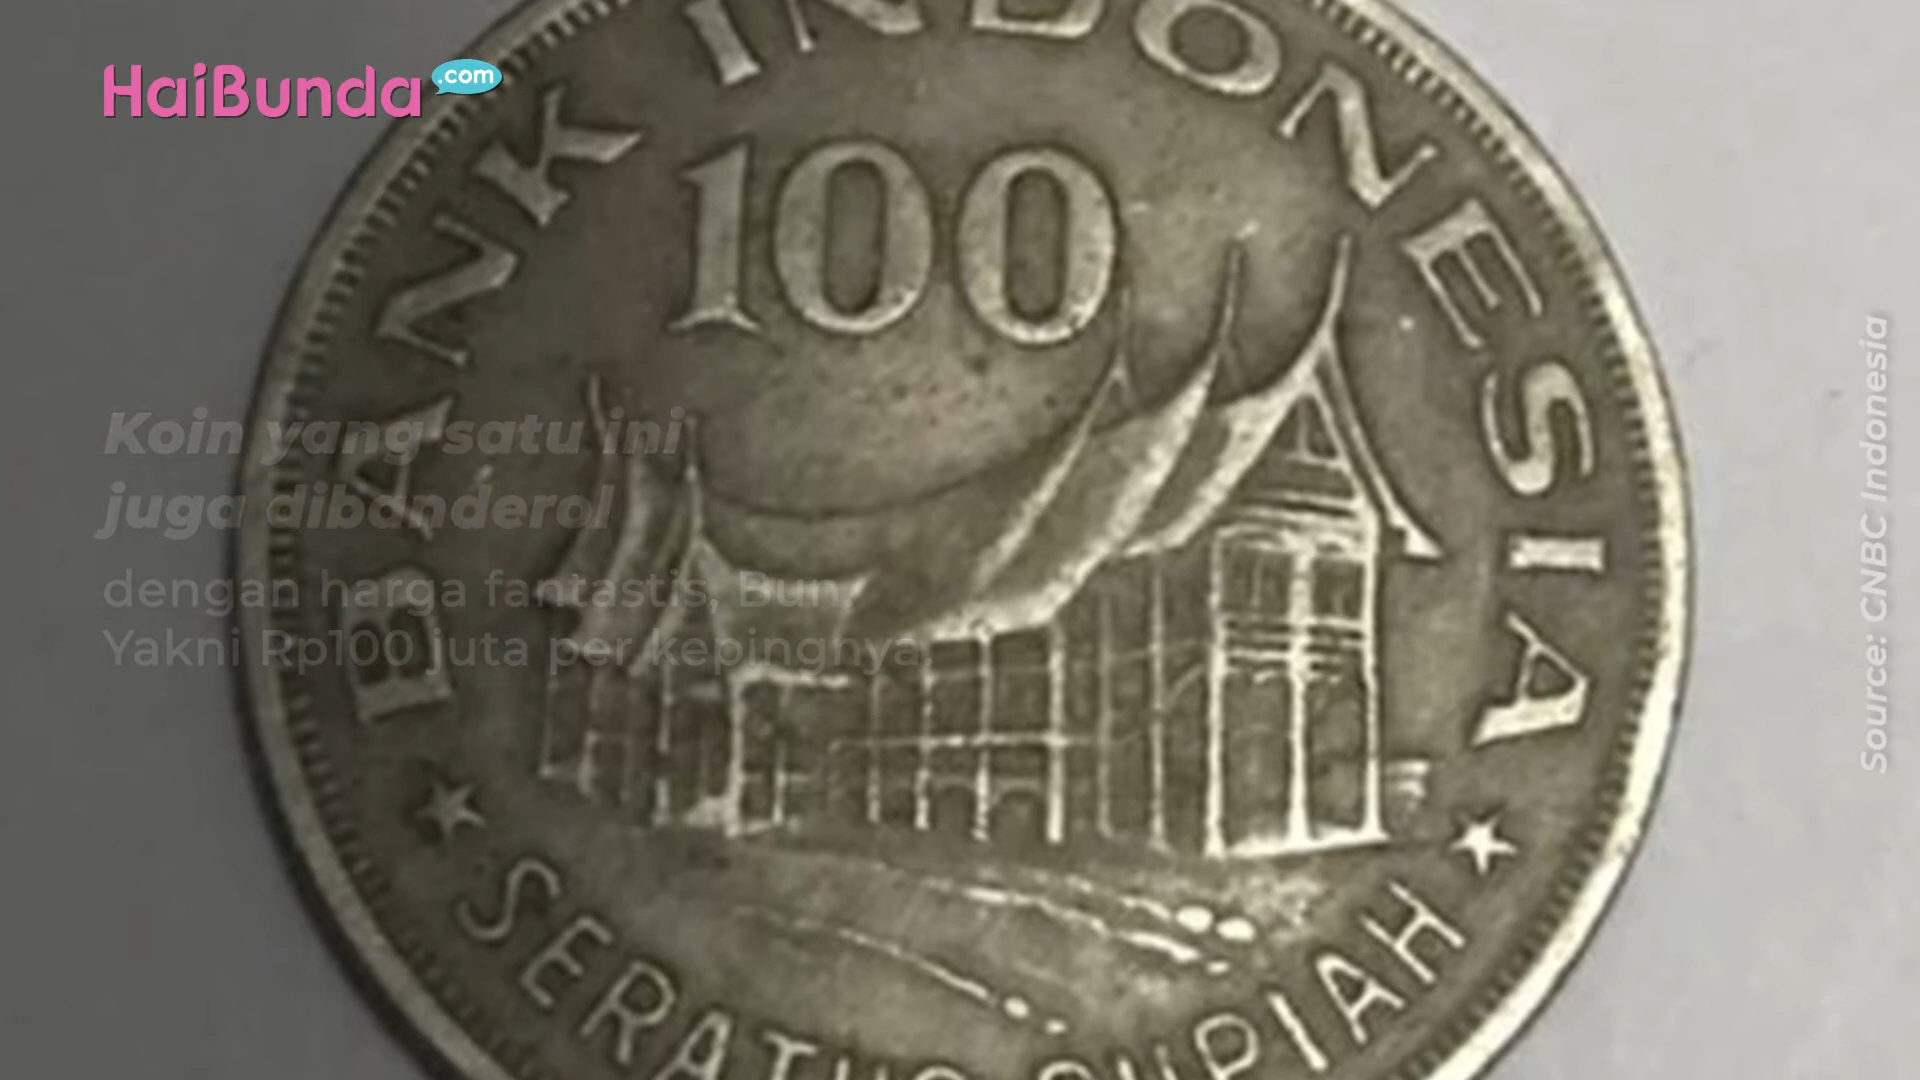 HaiBunda.com
BANK INDONESIA
100
Koin yang satu ini
juga dibanderol
dengan harga fantastis, Bun.
Yakni Rp100 juta per kepingnya.
SERATUS RUPIAH
Source: CNBC Indonesia